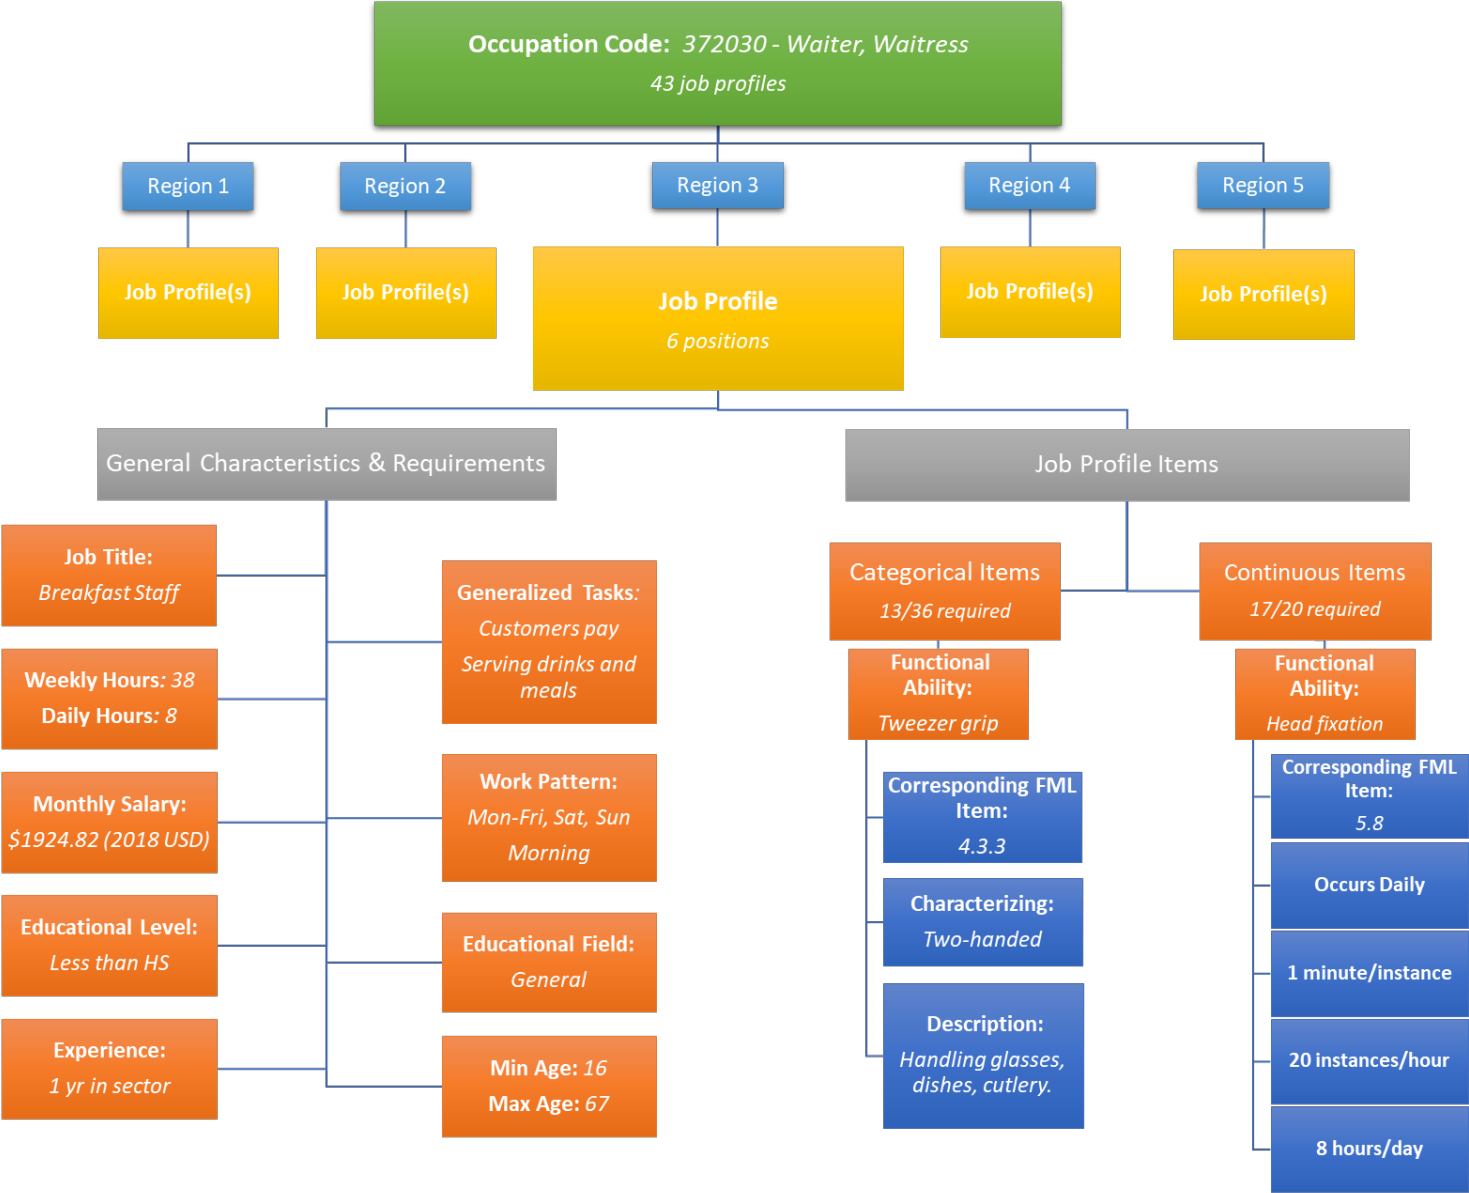 Occupation Code: 372030 - Waiter, Waitress
43 job profiles
Region 1
Region 2
Region 3
Region 4
Region 5
Job Profile(s)
Job Profile(s)
Job Profile
6 positions
Job Profile(s)
Job Profile(s)
General Characteristics & Requirements
Job Title:
Breakfast Staff
Weekly Hours: 38
Daily Hours: 8
Monthly Salary:
$1924.82 (2018 USD)
Educational Level:
Less than HS
Experience:
1 yr in sector
Generalized Tasks:
Customers pay
Serving drinks and
meals
Work Pattern:
Mon-Fri, Sat, Sun
Morning
Educational Field:
General
Min Age: 16
Max Age: 67
Job Profile Items
Categorical Items
13/36 required
Functional
Ability:
Tweezer grip
Corresponding FML
Item:
4.3.3
Characterizing:
Two-handed
Description:
Handling glasses,
dishes, cutlery.
Continuous Items
17/20 required
Functional
Ability:
Head fixation
Corresponding FML
Item:
5.8
Occurs Daily
1 minute/instance
20 instances/hour
8 hours/day